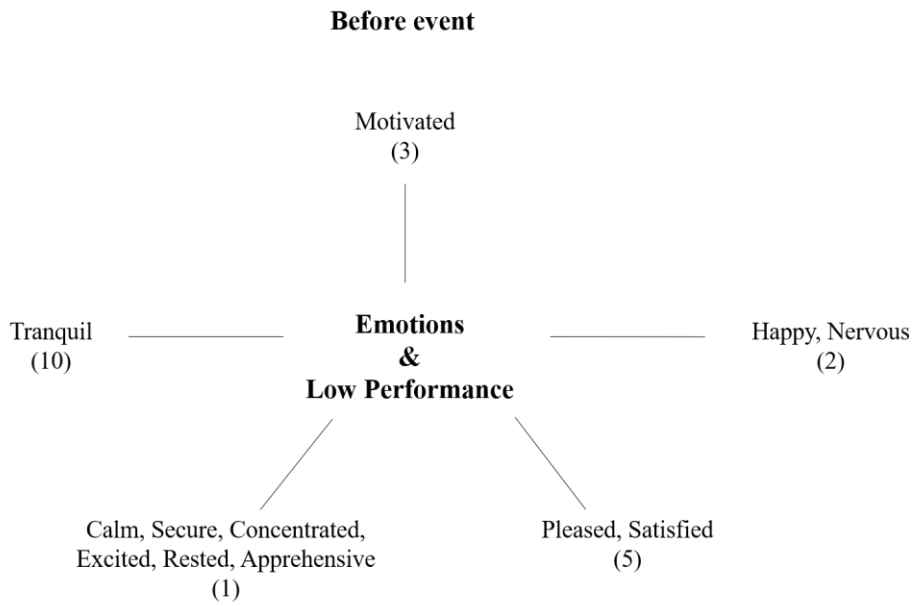 Before event
Motivated
(3)
Tranquil
(10)
Emotions
&
Low Performance
Happy, Nervous
(2)
Calm, Secure, Concentrated,
Excited, Rested, Apprehensive
(1)
Pleased, Satisfied
(5)